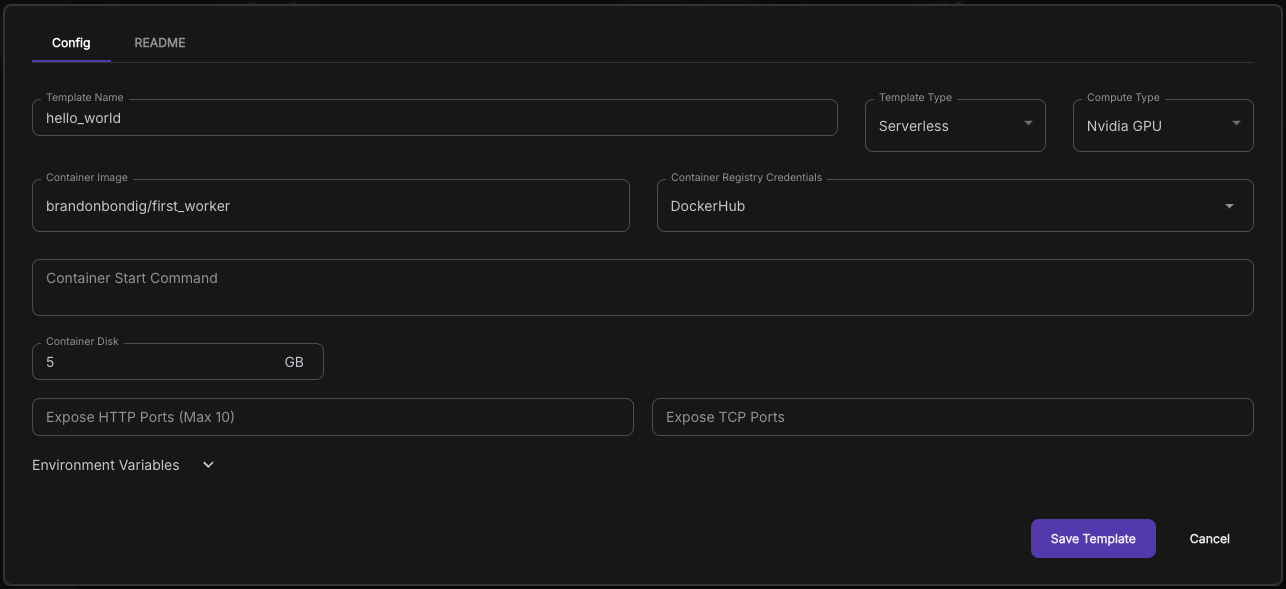 Config README
Template Name
hello_world
Template Type
Serverless
Compute Type
Nvidia GPU
Container Image
brandonbondig/first_worker
Container Registry Credentials
DockerHub
Container Start Command
Container Disk
5 GB
Expose HTTP Ports (Max 10)
Expose TCP Ports
Environment Variables
Save Template
Cancel